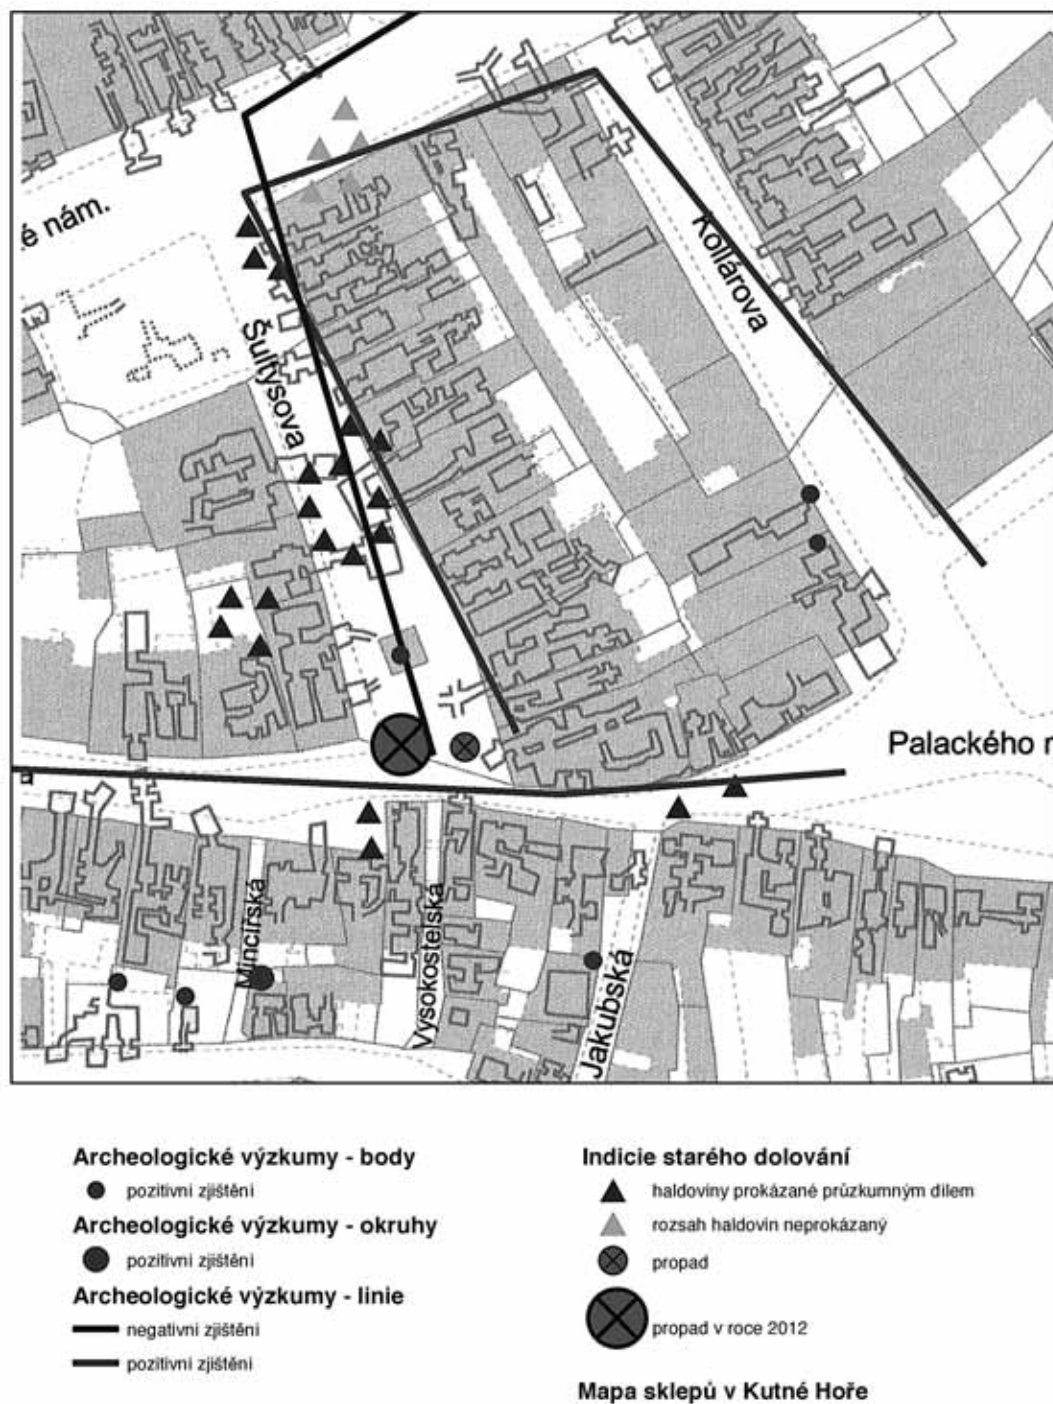 é nám.
Šultysova
Kollárova
Palackého n
Mincířská
Vysokostelská
Jakubská
Archeologické výzkumy - body
pozitivní zjištění
Archeologické výzkumy - okruhy
pozitivní zjištění
Archeologické výzkumy - linie
negativní zjištění
pozitivní zjištění
Indicie starého dolování
haldoviny prokázané průzkumným dílem
rozsah haldovin neprokázaný
propad
propad v roce 2012
Mapa sklepů v Kutné Hoře